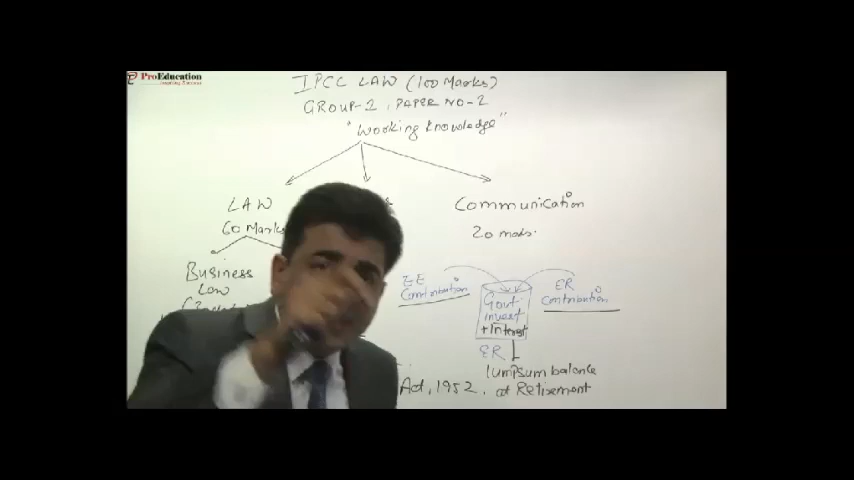 ProEducation
IPCC LAW (100 Marks)
GROUP-1, PAPER NO-2
"Working knowledge"
LAW
Communication
60 Marks
20 marks.
Business
Law
EE
Contribution
ER
Contribution
Govt
invest
+Interest
ER
lumpsum balance
Act, 1952.
at Retirement